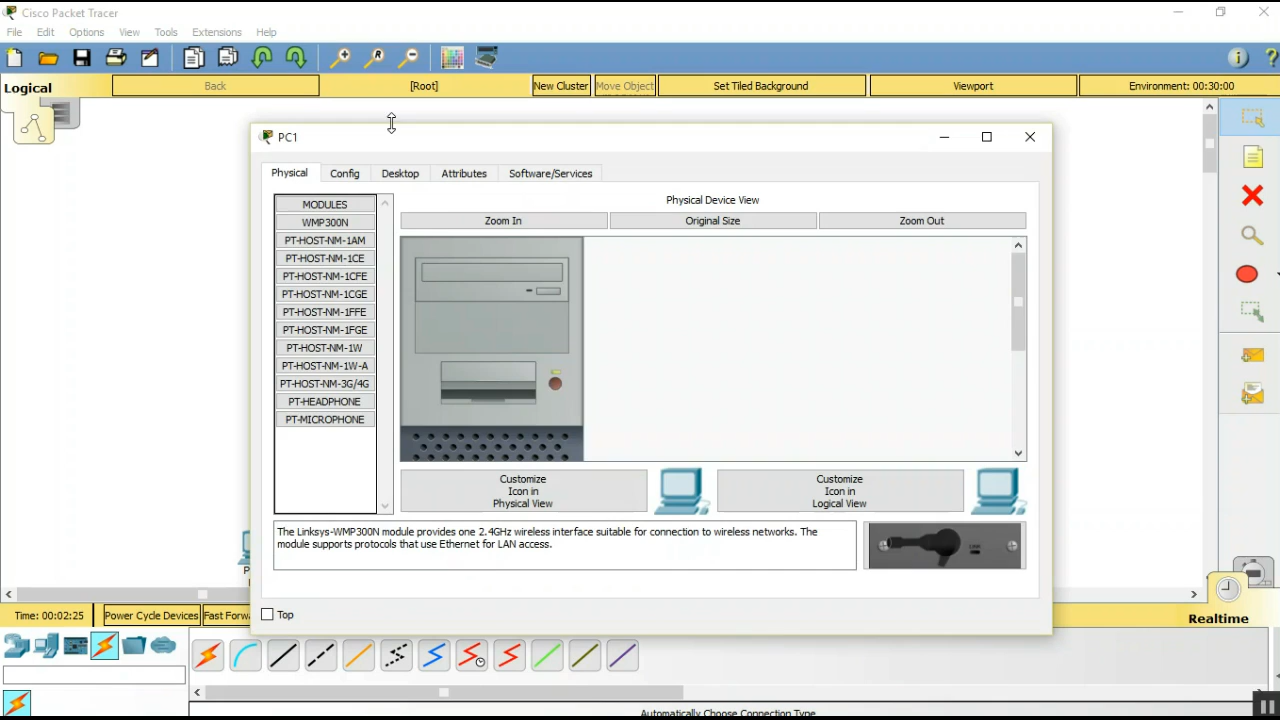 Cisco Packet Tracer
File Edit Options View Tools Extensions Help
Logical
Back
[Root]
New Cluster
Move Object
Set Tiled Background
Viewport
Environment: 00:30:00
PC1
Physical Config Desktop Attributes Software/Services
MODULES
WMP300N
PT-HOST-NM-1AM
PT-HOST-NM-1CE
PT-HOST-NM-1CFE
PT-HOST-NM-1CGE
PT-HOST-NM-1FFE
PT-HOST-NM-1FGE
PT-HOST-NM-1W
PT-HOST-NM-1W-A
PT-HOST-NM-3G/4G
PT-HEADPHONE
PT-MICROPHONE
Physical Device View
Zoom In
Original Size
Zoom Out
Customize
Icon in
Physical View
Customize
Icon in
Logical View
The Linksys-WMP300N module provides one 2.4GHz wireless interface suitable for connection to wireless networks. The
module supports protocols that use Ethernet for LAN access.
Top
Time: 00:02:25
Power Cycle Devices
Fast Forw
Realtime
Automatically Choose Connection Type